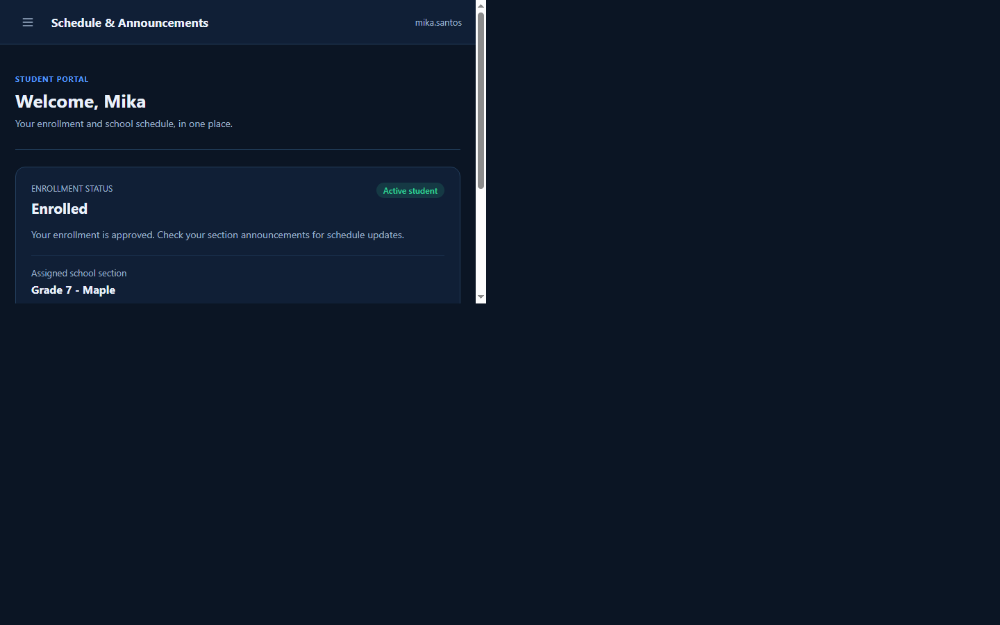 Schedule & Announcements
mika.santos
STUDENT PORTAL
Welcome, Mika
Your enrollment and school schedule, in one place.
ENROLLMENT STATUS
Active student
Enrolled
Your enrollment is approved. Check your section announcements for schedule updates.
Assigned school section
Grade 7 - Maple